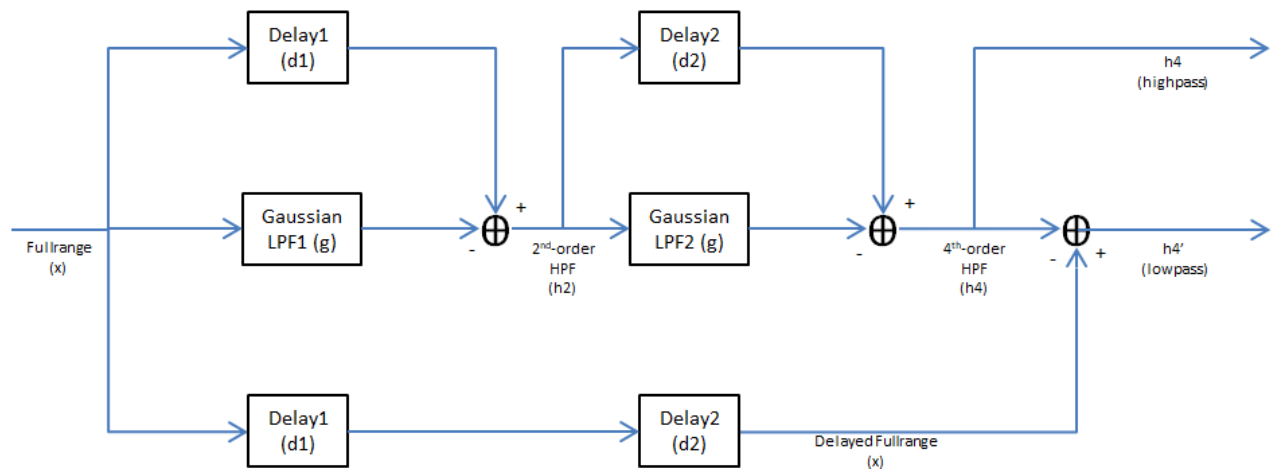 Delay1
(d1)
Delay2
(d2)
h4
(highpass)
Fullrange
(x)
Gaussian
LPF1 (g)
-
+
2nd-order
HPF
(h2)
Gaussian
LPF2 (g)
-
+
4th-order
HPF
(h4)
-
+
h4'
(lowpass)
Delay1
(d1)
Delay2
(d2)
Delayed Fullrange
(x)